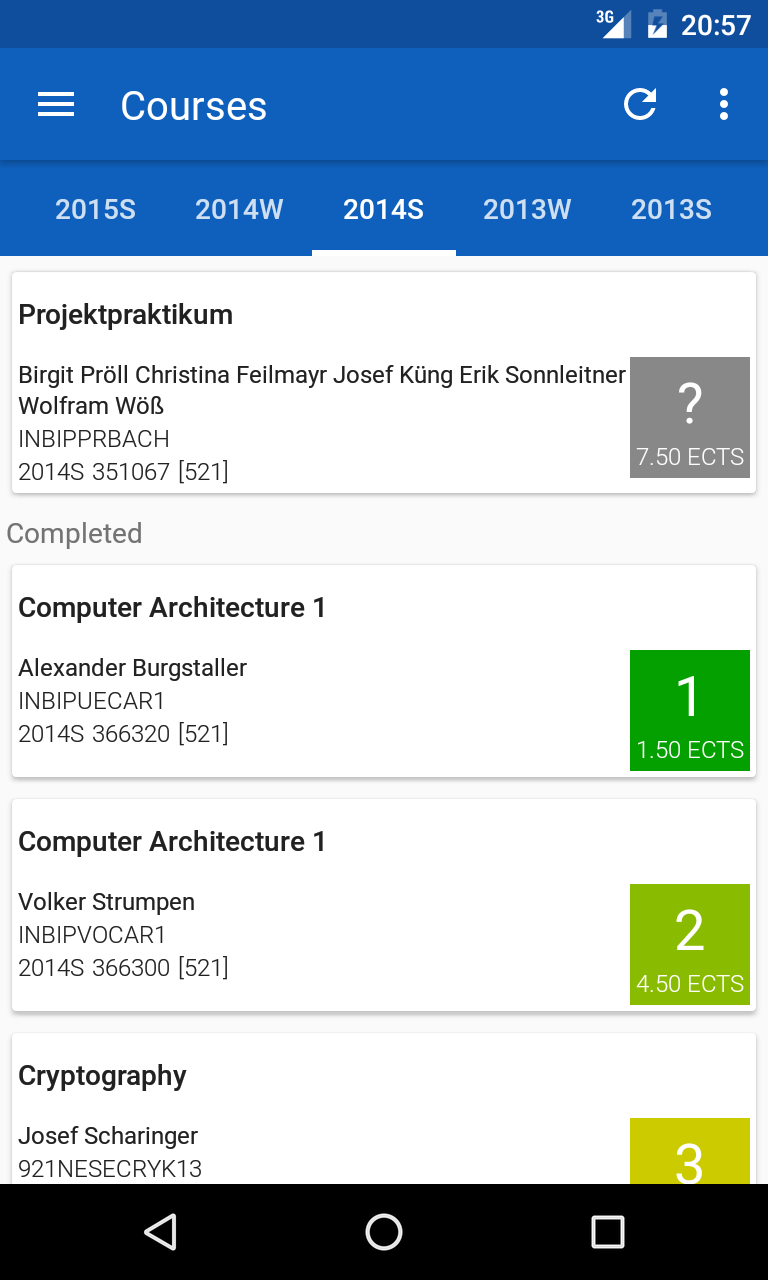 3G 20:57
Courses
2015S 2014W 2014S 2013W 2013S
Projektpraktikum
Birgit Pröll Christina Feilmayr Josef Küng Erik Sonnleitner
Wolfram Wöß
INBIPPRBACH
2014S 351067 [521]
?
7.50 ECTS
Completed
Computer Architecture 1
Alexander Burgstaller
INBIPUECAR1
2014S 366320 [521]
1
1.50 ECTS
Computer Architecture 1
Volker Strumpen
INBIPVOCAR1
2014S 366300 [521]
2
4.50 ECTS
Cryptography
Josef Scharinger
921NESECRYK13
3